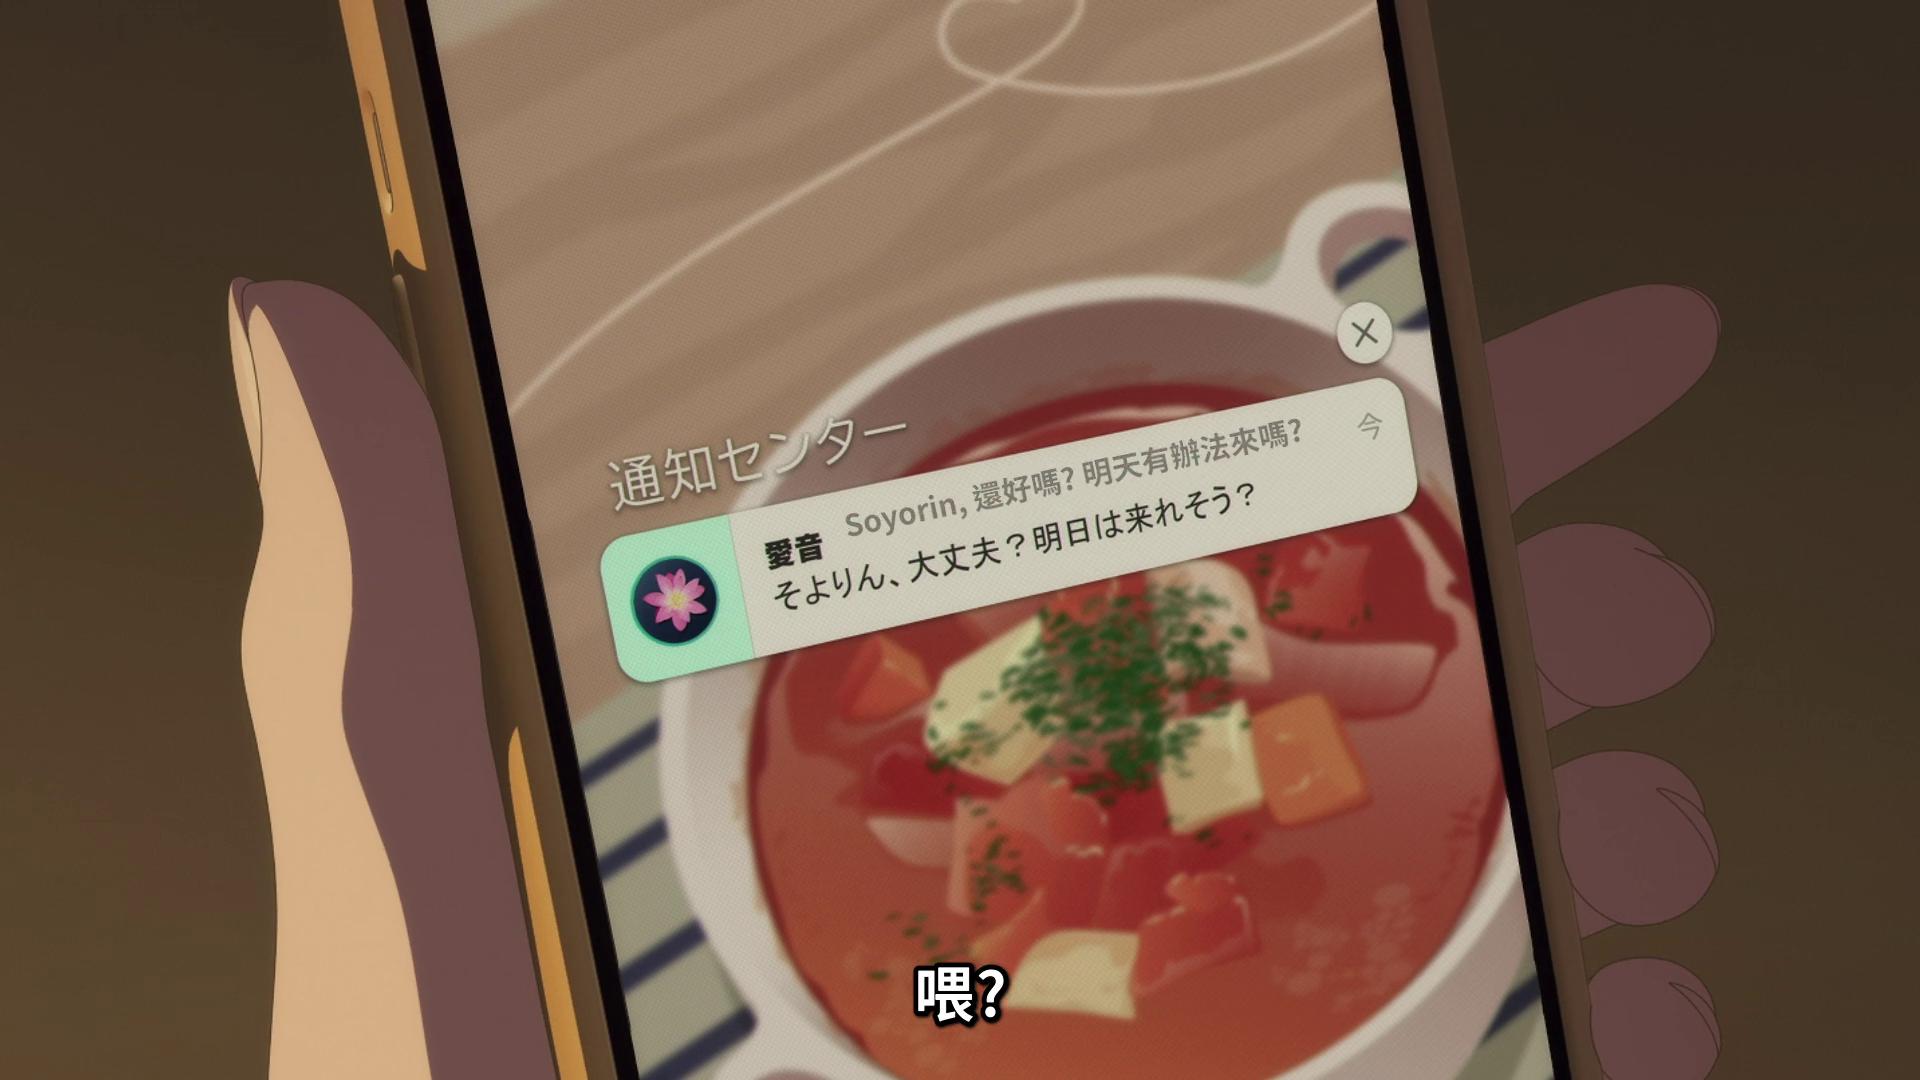 通知センター
愛音 Soyorin, 還好嗎? 明天有辦法來嗎? 今
そよりん、大丈夫？明日は来れそう？
喂?